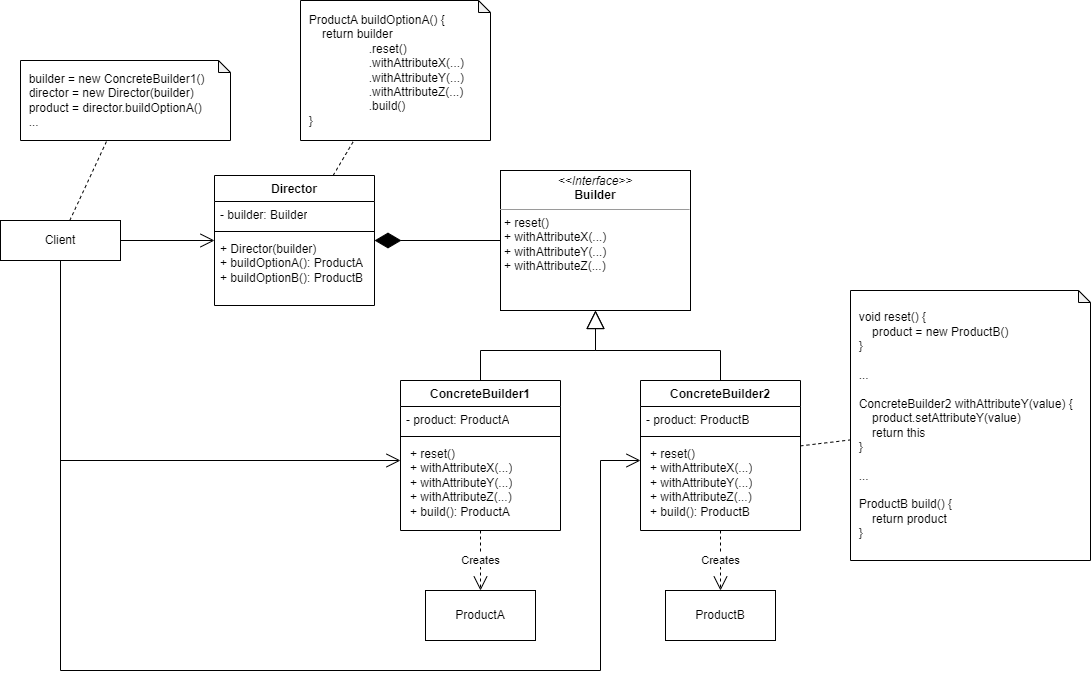 ProductA buildOptionA() {
return builder
.reset()
.withAttributeX(...)
.withAttributeY(...)
.withAttributeZ(...)
.build()
}
builder = new ConcreteBuilder1()
director = new Director(builder)
product = director.buildOptionA()
...
Client
Director
- builder: Builder
+ Director(builder)
+ buildOptionA(): ProductA
+ buildOptionB(): ProductB
<<Interface>>
Builder
+ reset()
+ withAttributeX(...)
+ withAttributeY(...)
+ withAttributeZ(...)
void reset() {
product = new ProductB()
}
...
ConcreteBuilder2 withAttributeY(value) {
product.setAttributeY(value)
return this
}
...
ProductB build() {
return product
}
ConcreteBuilder1
- product: ProductA
+ reset()
+ withAttributeX(...)
+ withAttributeY(...)
+ withAttributeZ(...)
+ build(): ProductA
ConcreteBuilder2
- product: ProductB
+ reset()
+ withAttributeX(...)
+ withAttributeY(...)
+ withAttributeZ(...)
+ build(): ProductB
Creates
Creates
ProductA
ProductB